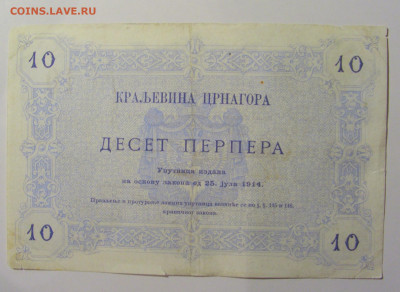 COINS.ЛАВЕ.RU
10 10
КРАЉЕВИНА ЦРНАГОРА
ДЕСЕТ ПЕРПЕРА
Упутница издана
на основу закона од 25. јула 1914.
10 10